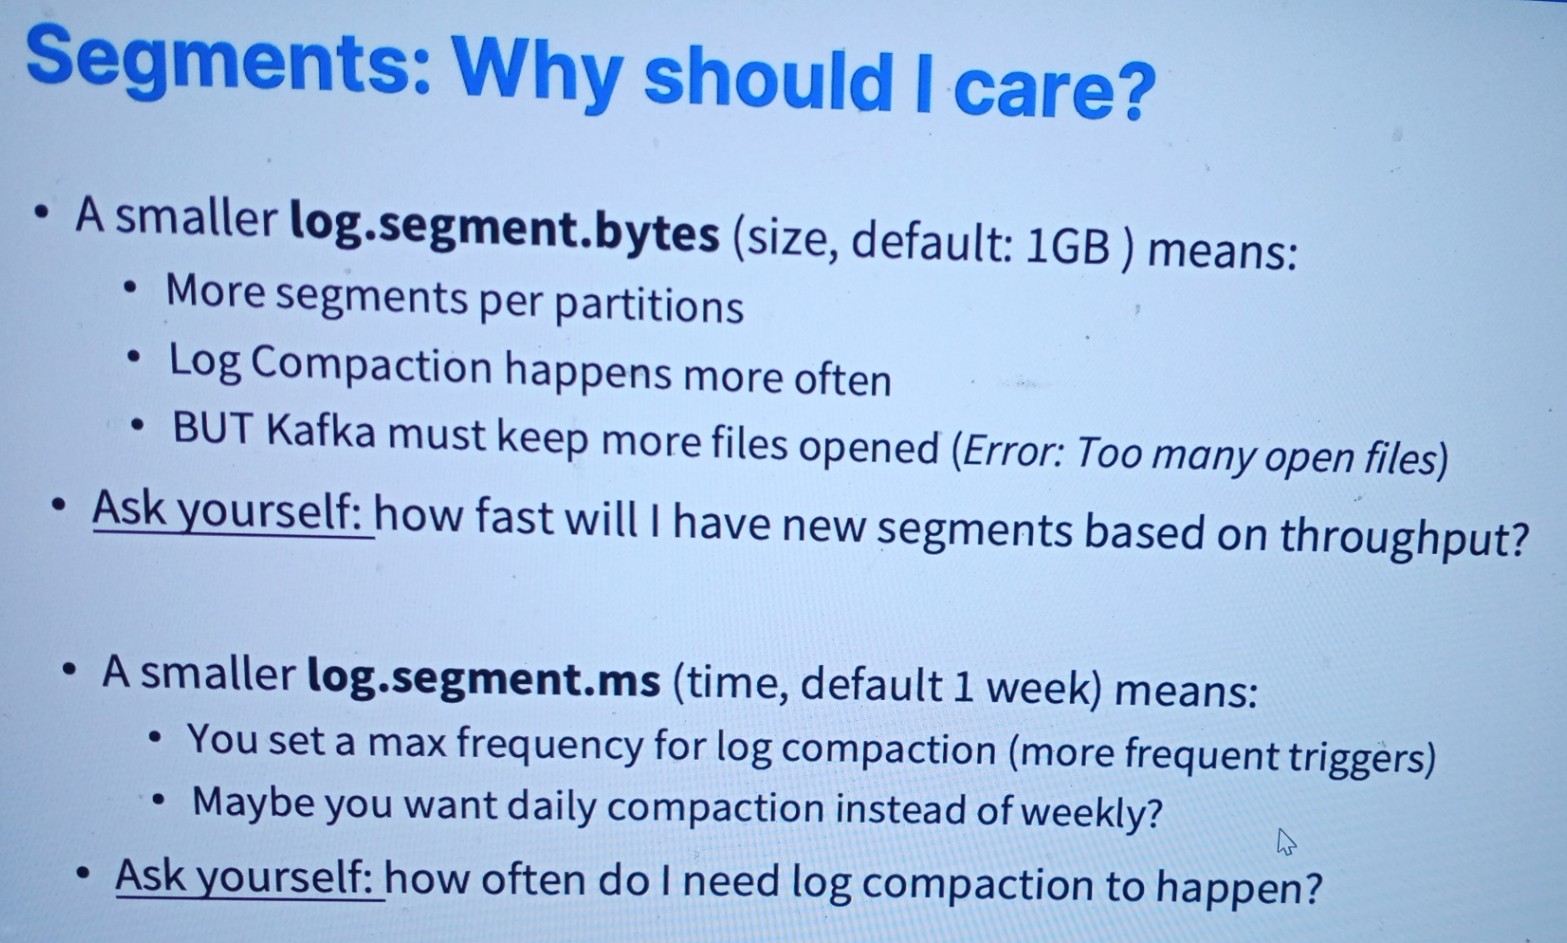 Segments: Why should I care?
• A smaller log.segment.bytes (size, default: 1GB ) means:
• More segments per partitions
• Log Compaction happens more often
• BUT Kafka must keep more files opened (Error: Too many open files)
• Ask yourself: how fast will I have new segments based on throughput?
• A smaller log.segment.ms (time, default 1 week) means:
• You set a max frequency for log compaction (more frequent triggers)
• Maybe you want daily compaction instead of weekly?
• Ask yourself: how often do I need log compaction to happen?